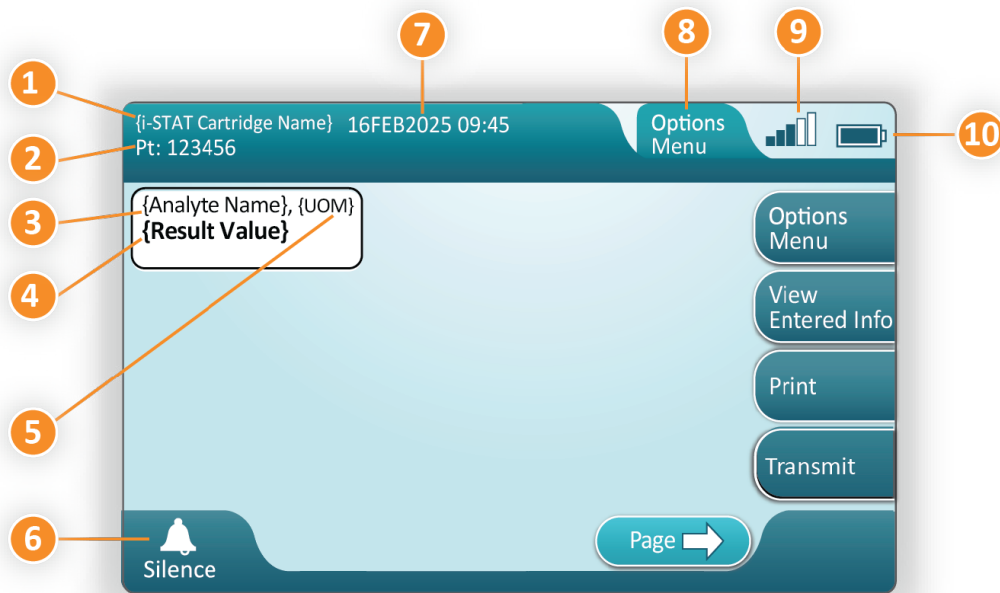 7
8
9
1
{i-STAT Cartridge Name} 16FEB2025 09:45
Options
Menu
10
2
Pt: 123456
3
{Analyte Name}, {UOM}
{Result Value}
4
Options
Menu
View
Entered Info
Print
5
Transmit
6
Silence
Page